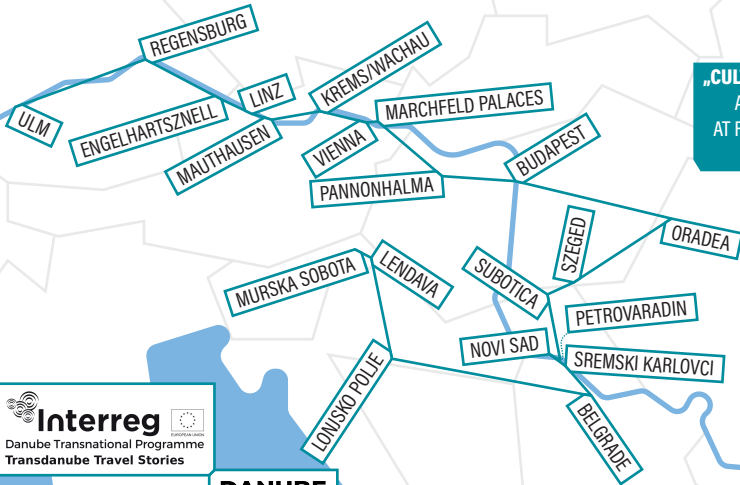 REGENSBURG
ULM
ENGELHARTSZNELL
LINZ
KREMS/WACHAU
MAUTHAUSEN
VIENNA
MARCHFELD PALACES
PANNONHALMA
BUDAPEST
ORADEA
SZEGED
SUBOTICA
MURSKA SOBOTA
LENDAVA
PETROVARADIN
NOVI SAD
SREMSKI KARLOVCI
LONJSKO POLJE
BELGRADE
„CUL
A
AT F
Interreg
EUROPEAN UNION
Danube Transnational Programme
Transdanube Travel Stories
DANUBE